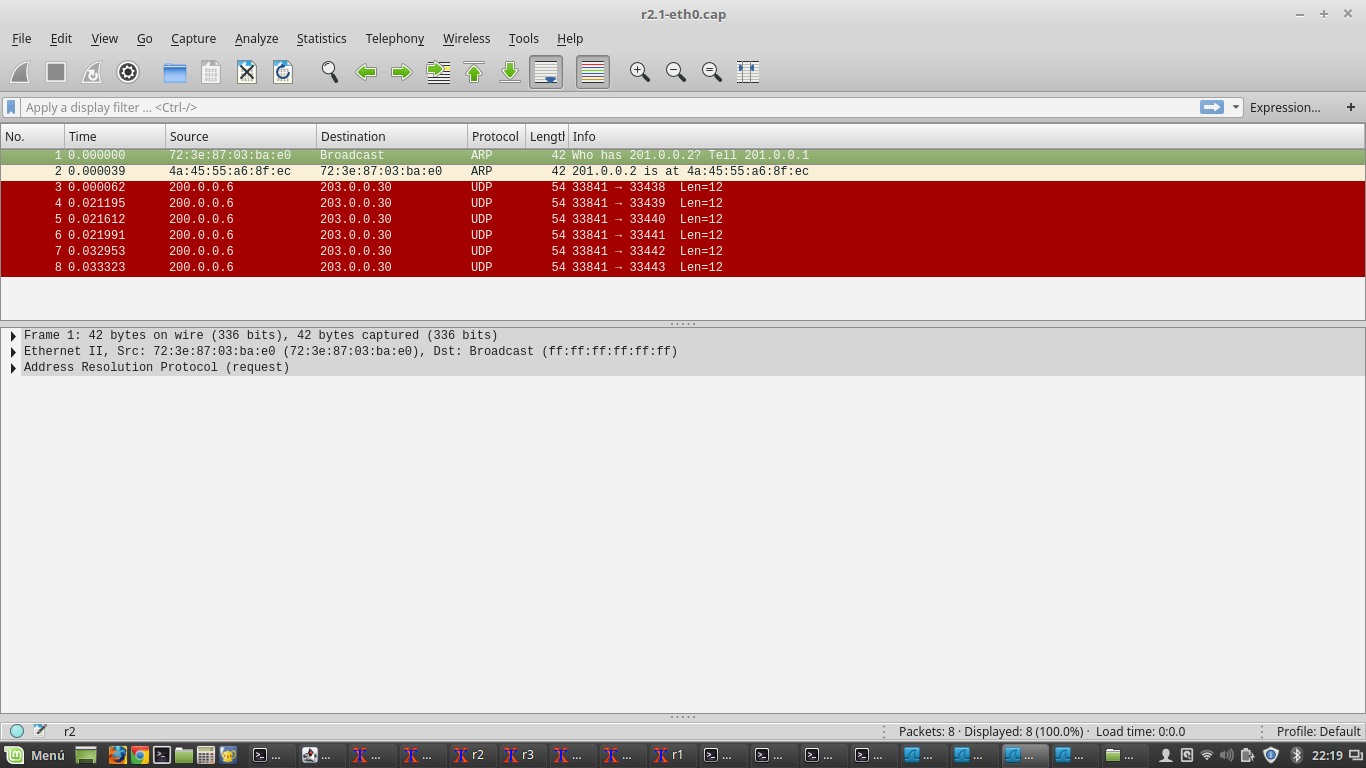 r2.1-eth0.cap
File Edit View Go Capture Analyze Statistics Telephony Wireless Tools Help
Apply a display filter ... <Ctrl-/> Expression... +
No. Time Source Destination Protocol Length Info
1 0.000000 72:3e:87:03:ba:e0 Broadcast ARP 42 Who has 201.0.0.2? Tell 201.0.0.1
2 0.000039 4a:45:55:a6:8f:ec 72:3e:87:03:ba:e0 ARP 42 201.0.0.2 is at 4a:45:55:a6:8f:ec
3 0.000062 200.0.0.6 203.0.0.30 UDP 54 33841 → 33438 Len=12
4 0.021195 200.0.0.6 203.0.0.30 UDP 54 33841 → 33439 Len=12
5 0.021612 200.0.0.6 203.0.0.30 UDP 54 33841 → 33440 Len=12
6 0.021991 200.0.0.6 203.0.0.30 UDP 54 33841 → 33441 Len=12
7 0.032953 200.0.0.6 203.0.0.30 UDP 54 33841 → 33442 Len=12
8 0.033323 200.0.0.6 203.0.0.30 UDP 54 33841 → 33443 Len=12
Frame 1: 42 bytes on wire (336 bits), 42 bytes captured (336 bits)
Ethernet II, Src: 72:3e:87:03:ba:e0 (72:3e:87:03:ba:e0), Dst: Broadcast (ff:ff:ff:ff:ff:ff)
Address Resolution Protocol (request)
r2 Packets: 8 · Displayed: 8 (100.0%) · Load time: 0:0.0 Profile: Default
Menú ... ... ... ... r2 r3 ... ... r1 ... ... ... ... ... ... ... ... ... 22:19